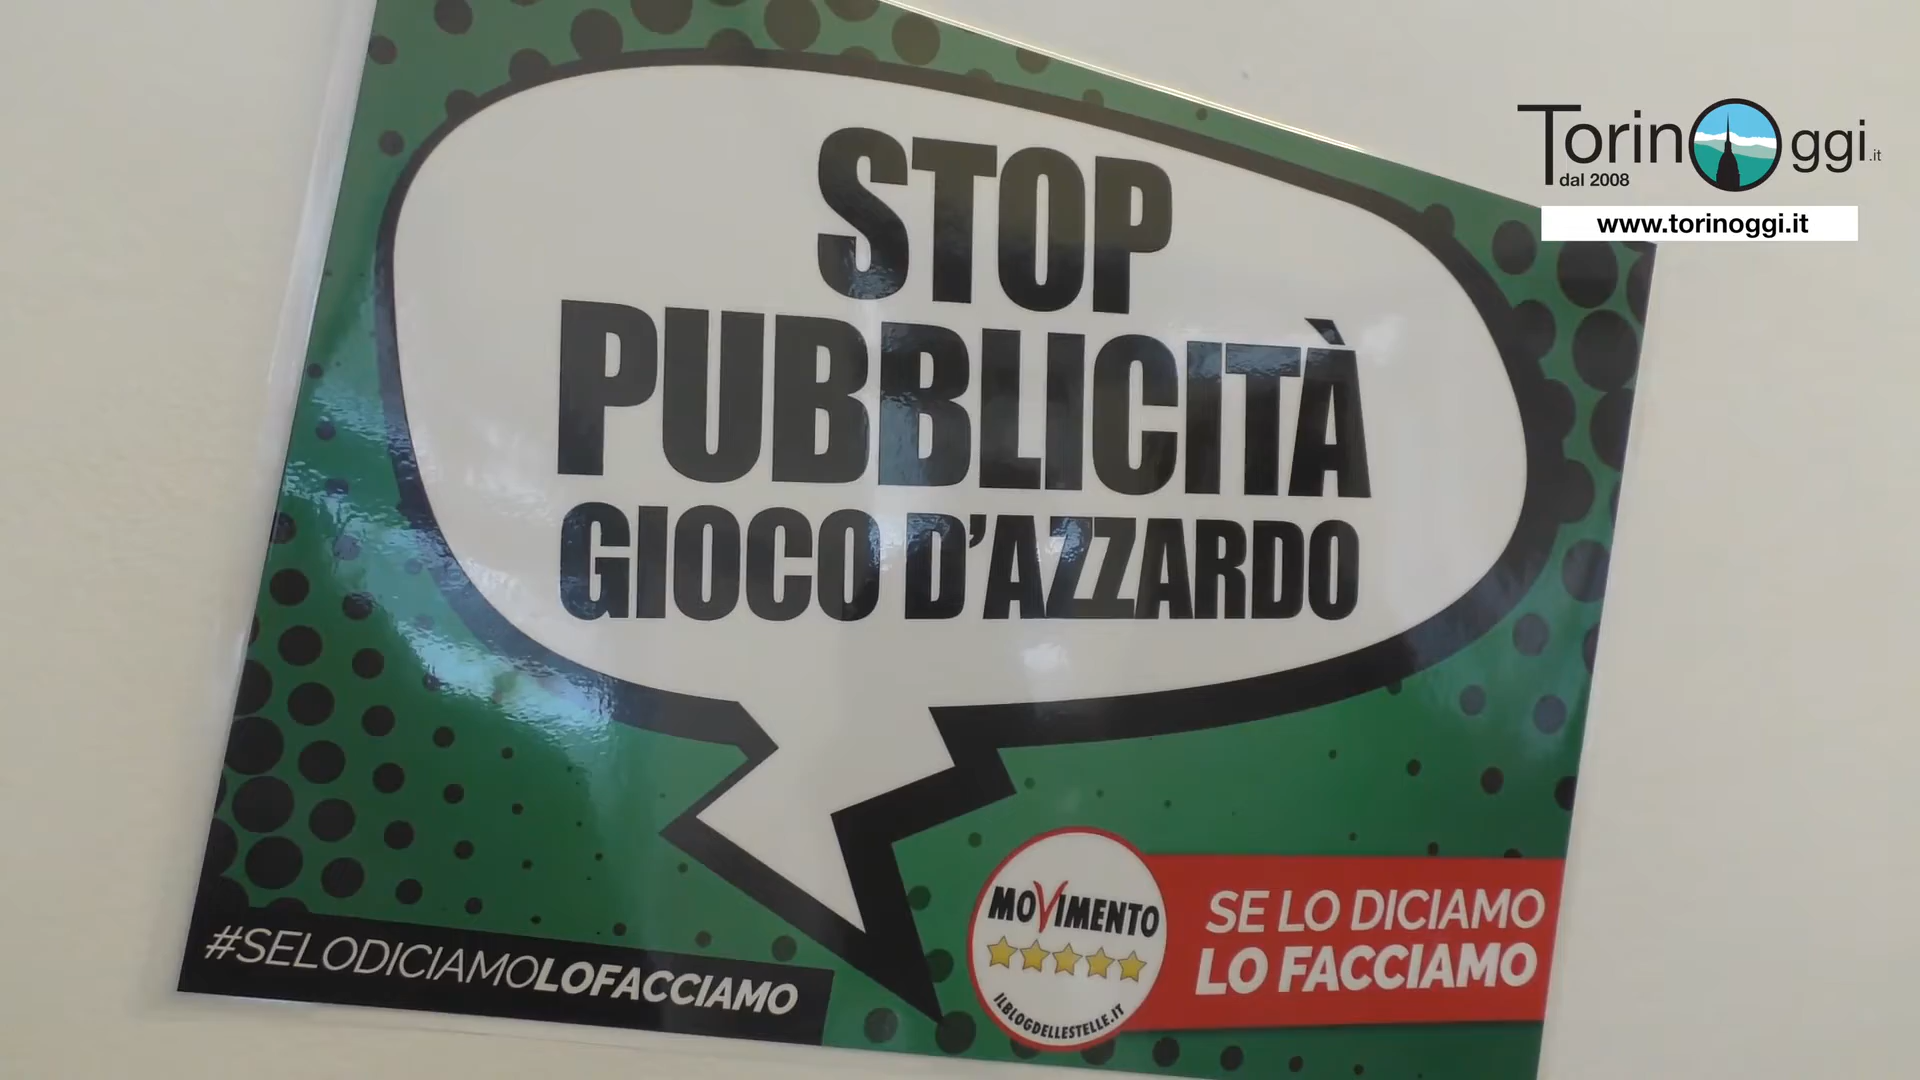 TorinOggi.it
dal 2008
www.torinoggi.it
STOP
PUBBLICITÀ
GIOCO D'AZZARDO
#SELODICIAMOLOFACCIAMO
MOVIMENTO
ILBLOGDELLESTELLE.IT
SE LO DICIAMO
LO FACCIAMO